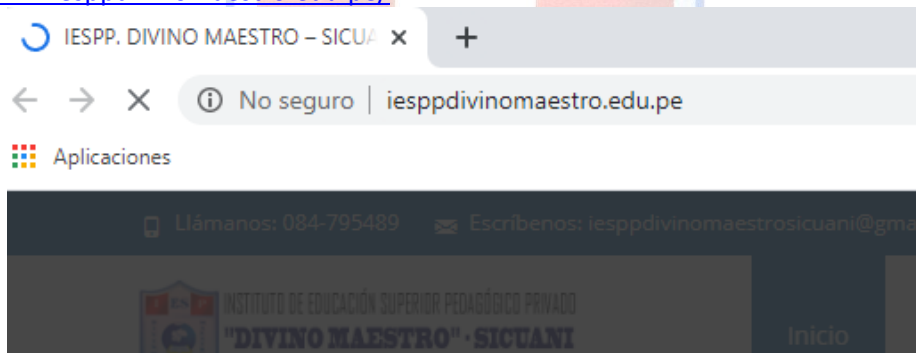 IESPP. DIVINO MAESTRO – SICUA
No seguro | iesppdivinomaestro.edu.pe
Aplicaciones
Llámanos: 084-795489 Escríbenos: iesppdivinomaestrosicuani@gma
INSTITUTO DE EDUCACIÓN SUPERIOR PEDAGÓGICO PRIVADO
"DIVINO MAESTRO" - SICUANI
Inicio